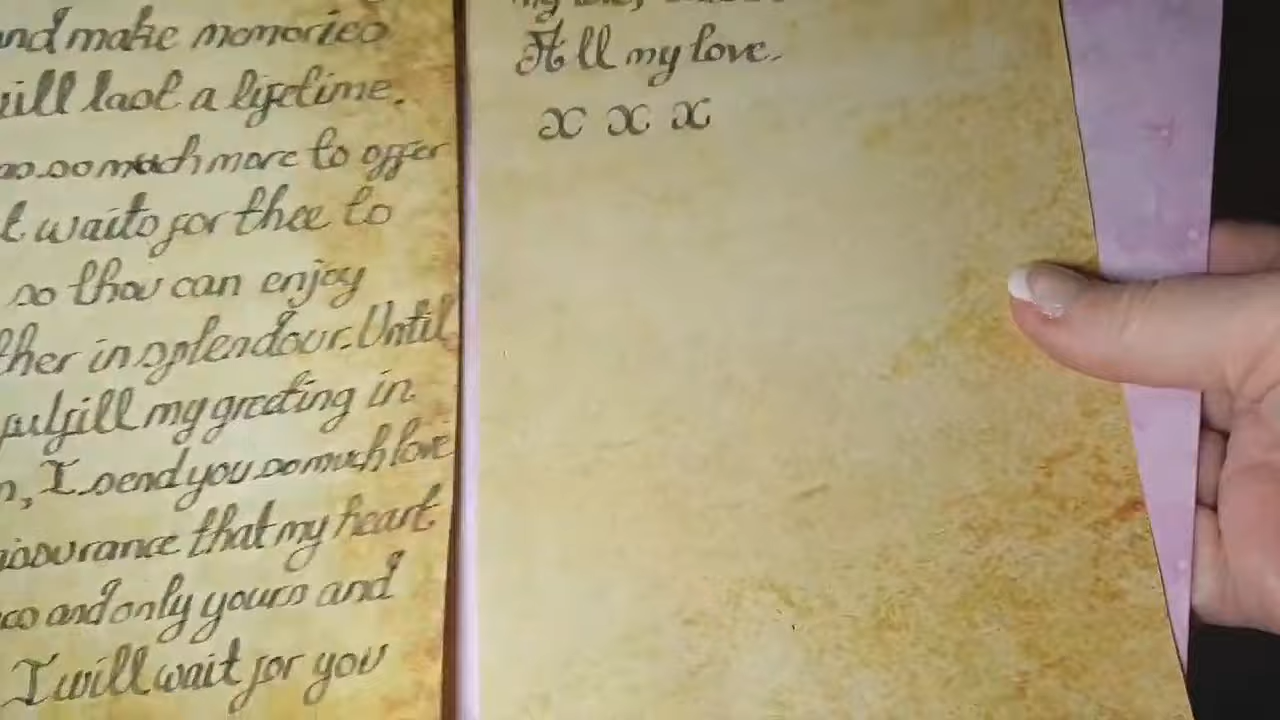 and make memories
will last a lifetime.
so much more to offer
waits for thee to
so thou can enjoy
in splendour. Until
fulfill my greeting in
I send you so much love
assurance that my heart
and only yours and
I will wait for you
All my love.
x x x